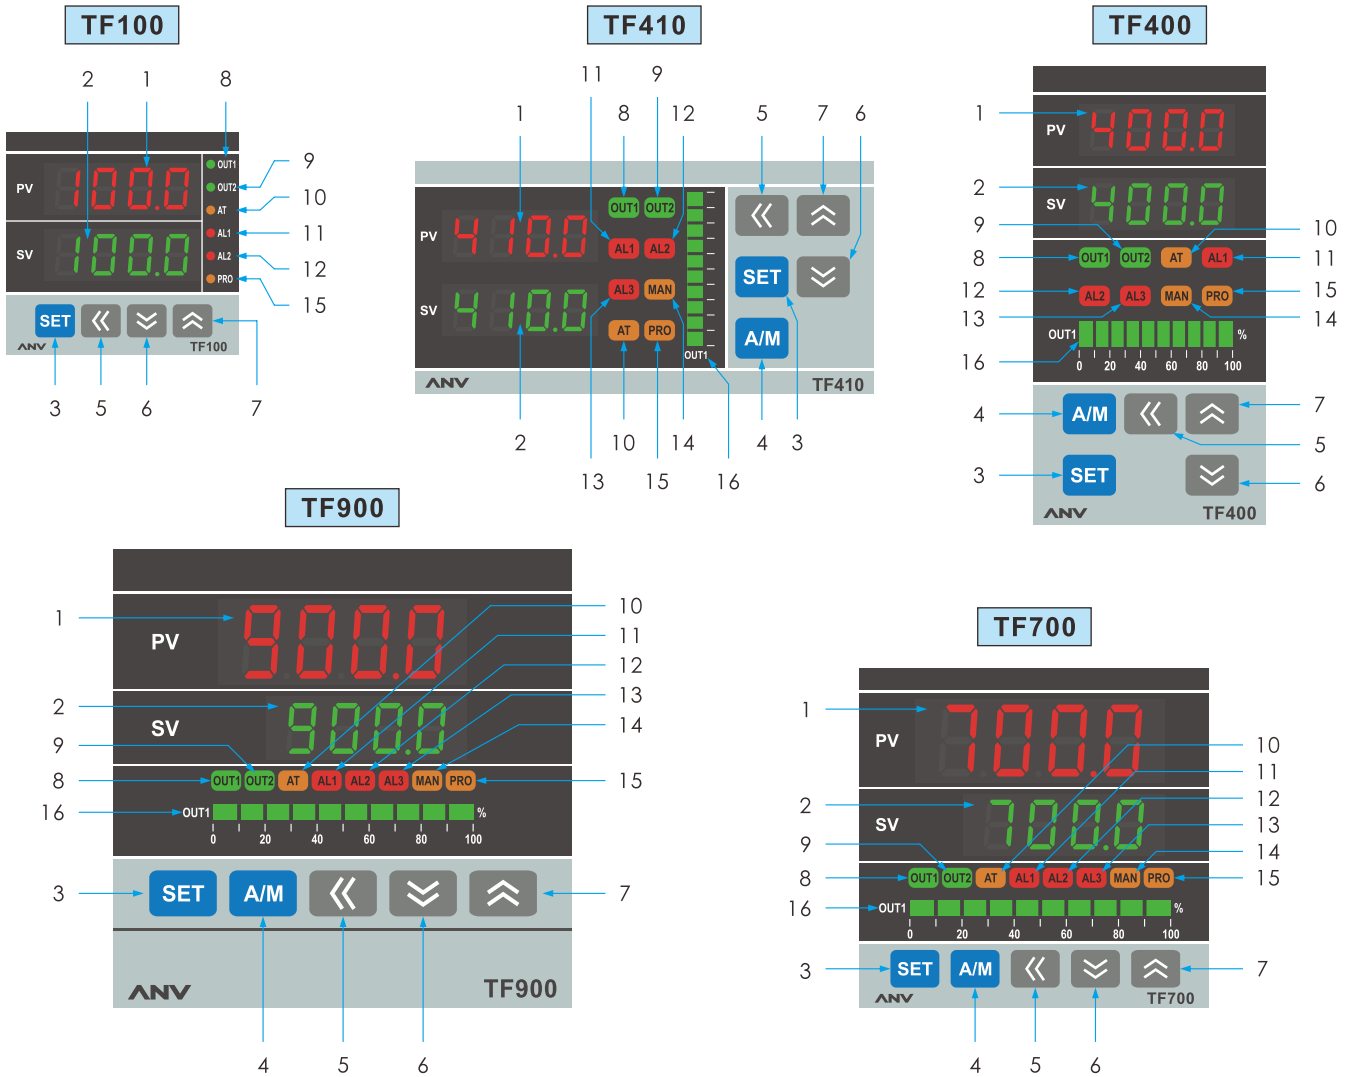 TF100
2 1 8
PV 100.0
SV 100.0
OUT1
OUT2
AT
AL1
AL2
PRO
9
10
11
12
15
SET
ANV TF100
3 5 6 7
TF410
11 9
1 8 12 5 7 6
PV 410.0
SV 410.0
OUT1 OUT2
AL1 AL2
AL3 MAN
AT PRO
OUT1
SET
A/M
ANV TF410
2 10 14 4 3
13 15 16
TF400
1
PV 400.0
2
SV 400.0
9 10
8 OUT1 OUT2 AT AL1 11
12 AL2 AL3 MAN PRO 15
13 14
OUT1 %
16
0 20 40 60 80 100
4 A/M 7
5
3 SET 6
ANV TF400
TF900
1 PV 900.0 10
11
12
2 SV 900.0 13
14
9
8 OUT1 OUT2 AT AL1 AL2 AL3 MAN PRO 15
16 OUT1 %
0 20 40 60 80 100
3 SET A/M 7
ANV TF900
4 5 6
TF700
1 PV 700.0 10
11
2 SV 700.0 12
13
9 14
8 OUT1 OUT2 AT AL1 AL2 AL3 MAN PRO 15
16 OUT1 %
0 20 40 60 80 100
3 SET A/M 7
ANV TF700
4 5 6